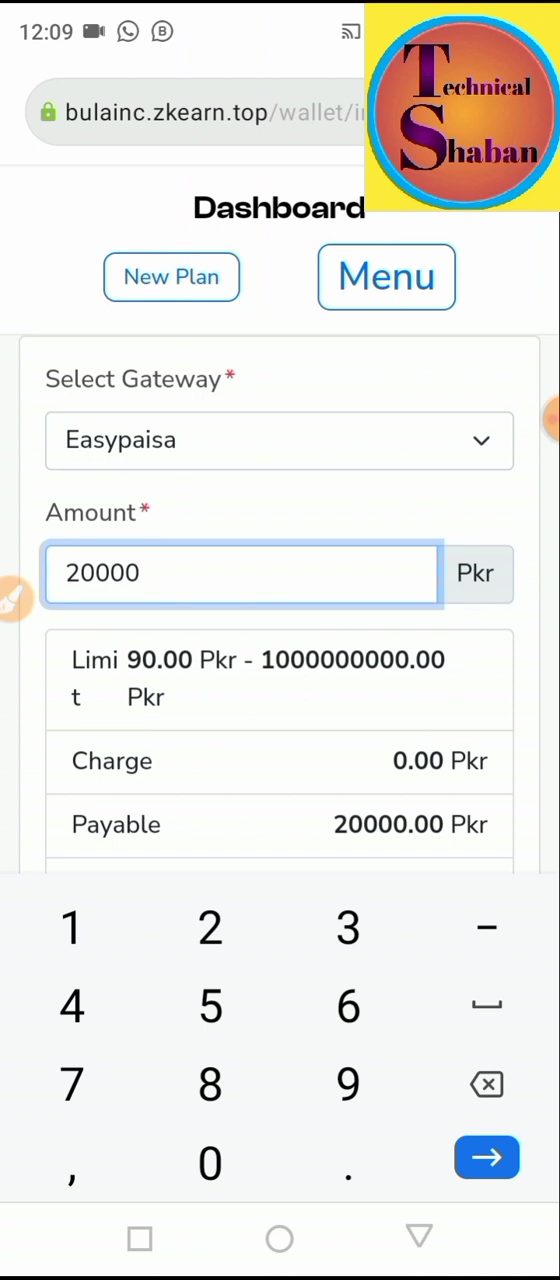 12:09
bulainc.zkearn.top/wallet/i
Technical
Shaban
Dashboard
New Plan
Menu
Select Gateway*
Easypaisa
Amount*
20000
Pkr
Limi 90.00 Pkr - 1000000000.00
t Pkr
Charge 0.00 Pkr
Payable 20000.00 Pkr
1 2 3 -
4 5 6
7 8 9
, 0 .